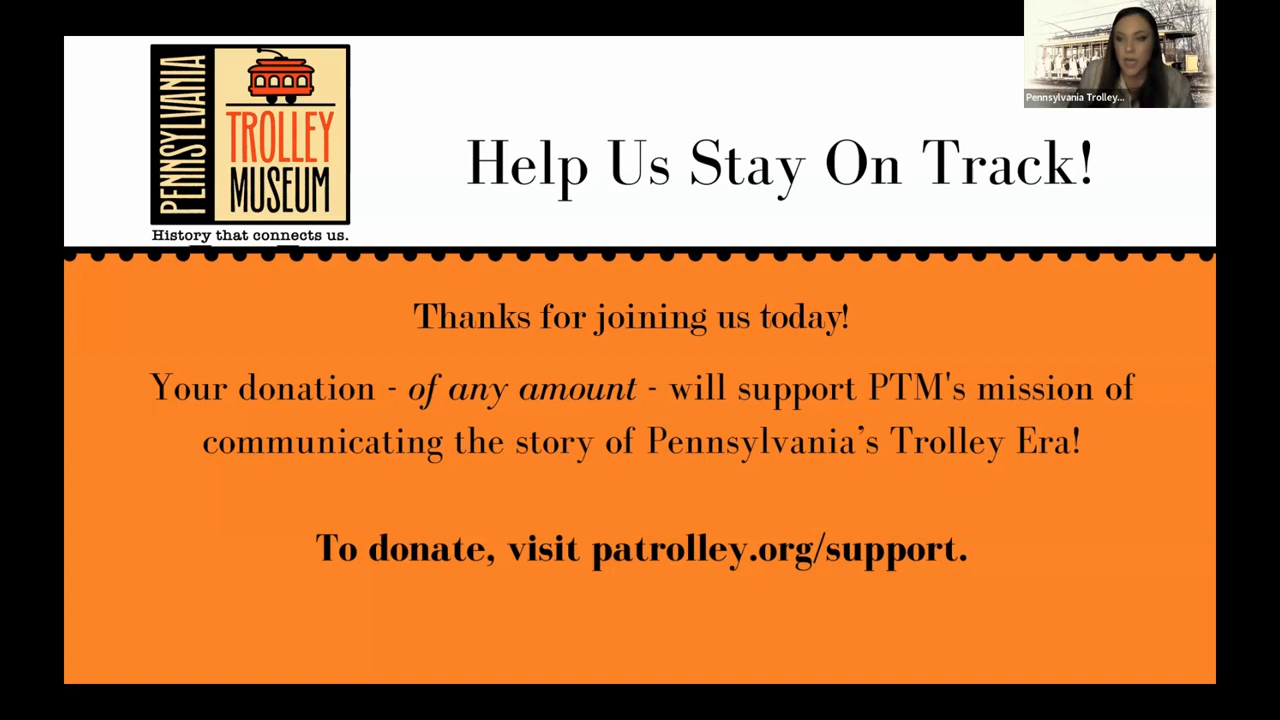 PENNSYLVANIA
TROLLEY
MUSEUM
History that connects us.
Help Us Stay On Track!
Pennsylvania Trolley...
Thanks for joining us today!
Your donation - of any amount - will support PTM's mission of
communicating the story of Pennsylvania’s Trolley Era!
To donate, visit patrolley.org/support.